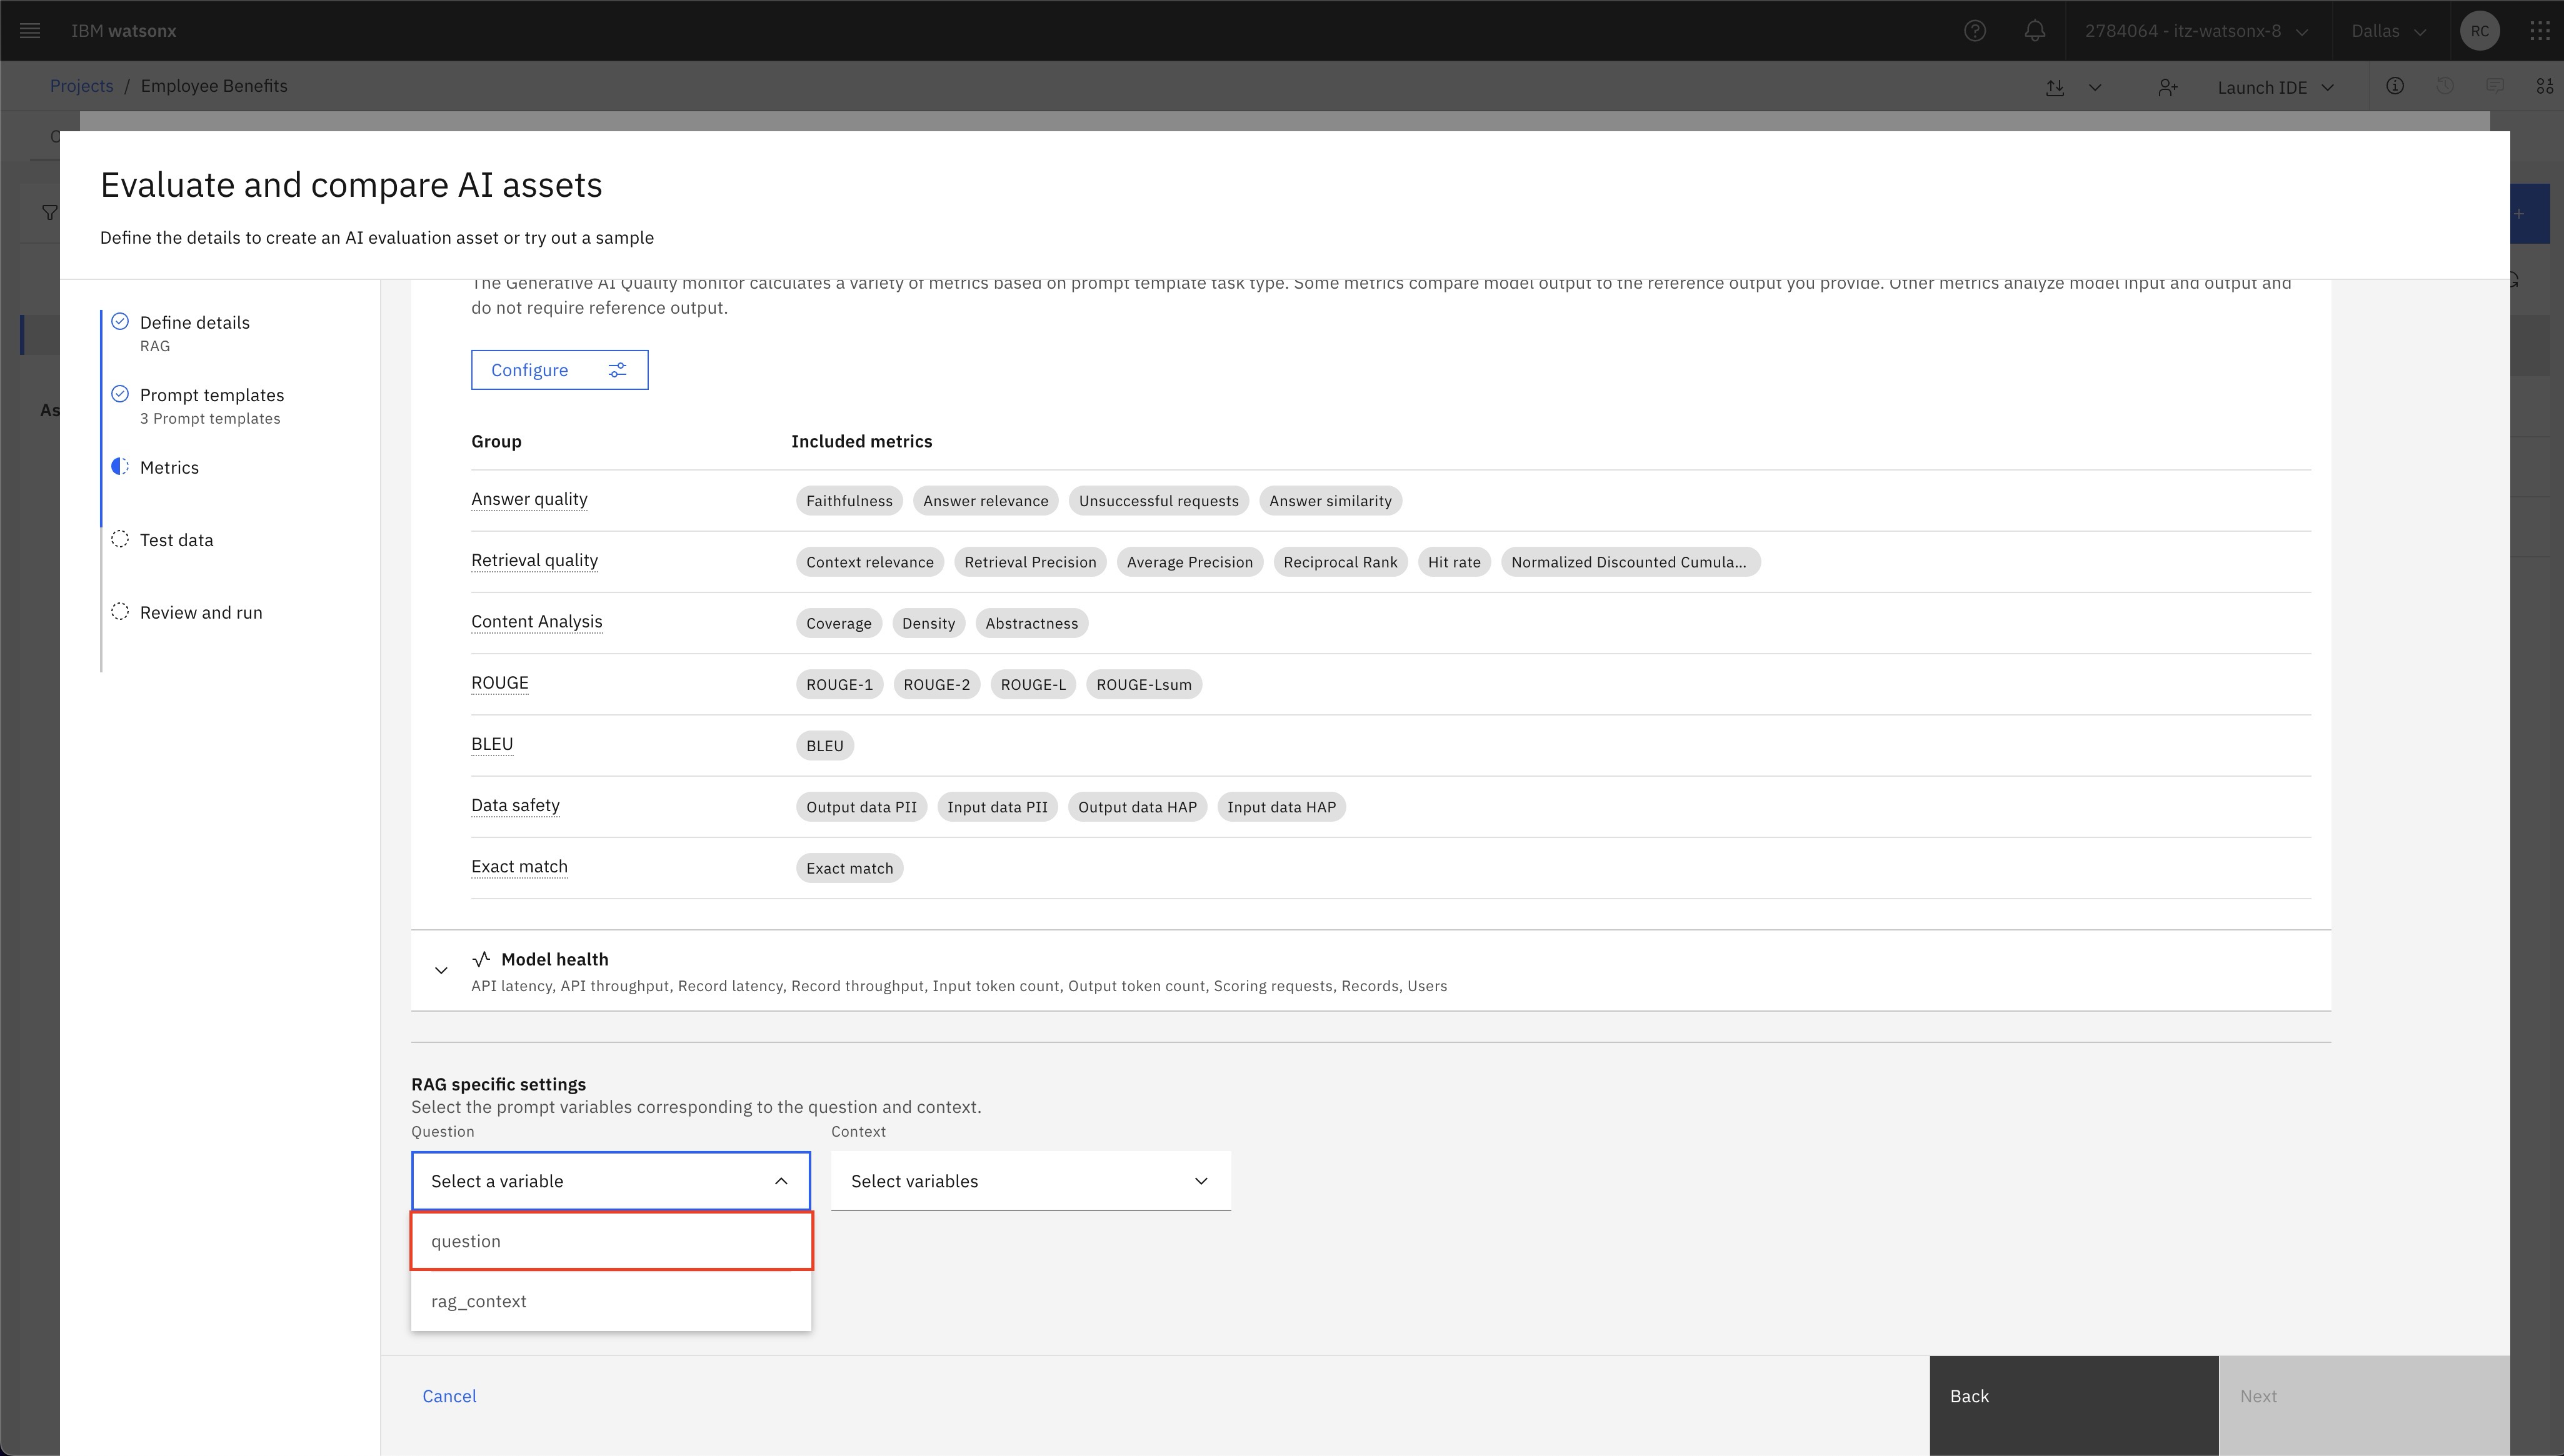 IBM watsonx
2784064 - itz-watsonx-8
Dallas
RC
Projects / Employee Benefits
Launch IDE
Evaluate and compare AI assets
Define the details to create an AI evaluation asset or try out a sample
As
Define details
RAG
Prompt templates
3 Prompt templates
Metrics
Test data
Review and run
The Generative AI Quality monitor calculates a variety of metrics based on prompt template task type. Some metrics compare model output to the reference output you provide. Other metrics analyze model input and output and
do not require reference output.
Configure
Group Included metrics
Answer quality Faithfulness Answer relevance Unsuccessful requests Answer similarity
Retrieval quality Context relevance Retrieval Precision Average Precision Reciprocal Rank Hit rate Normalized Discounted Cumula...
Content Analysis Coverage Density Abstractness
ROUGE ROUGE-1 ROUGE-2 ROUGE-L ROUGE-Lsum
BLEU BLEU
Data safety Output data PII Input data PII Output data HAP Input data HAP
Exact match Exact match
Model health
API latency, API throughput, Record latency, Record throughput, Input token count, Output token count, Scoring requests, Records, Users
RAG specific settings
Select the prompt variables corresponding to the question and context.
Question Context
Select a variable Select variables
question
rag_context
Cancel
Back
Next